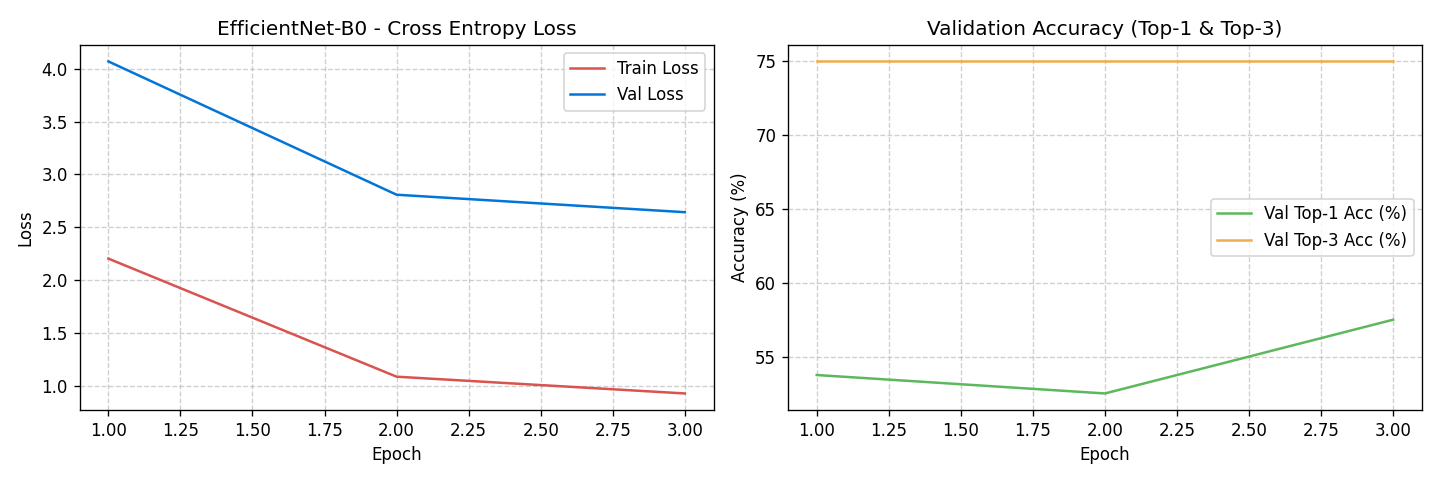 EfficientNet-B0 - Cross Entropy Loss
4.0
3.5
3.0
2.5
2.0
1.5
1.0
Loss
Train Loss
Val Loss
1.00 1.25 1.50 1.75 2.00 2.25 2.50 2.75 3.00
Epoch
Validation Accuracy (Top-1 & Top-3)
75
70
65
60
55
Accuracy (%)
Val Top-1 Acc (%)
Val Top-3 Acc (%)
1.00 1.25 1.50 1.75 2.00 2.25 2.50 2.75 3.00
Epoch